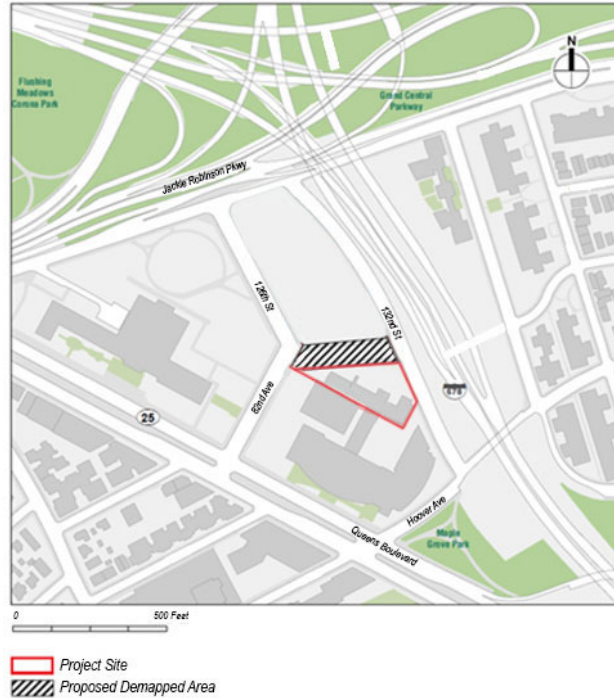 N
Flushing
Meadows
Corona Park
Grand Central
Parkway
Jackie Robinson Pkwy
126th St
132nd St
82nd Ave
678
25
Hoover Ave
Queens Boulevard
Maple
Grove Park
0
500 Feet
Project Site
Proposed Demapped Area